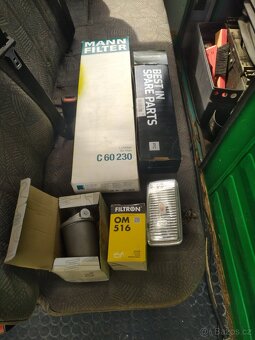 MANN
FILTER
C 60 230
BEST IN
SPARE PARTS
FILTRON
OM
516